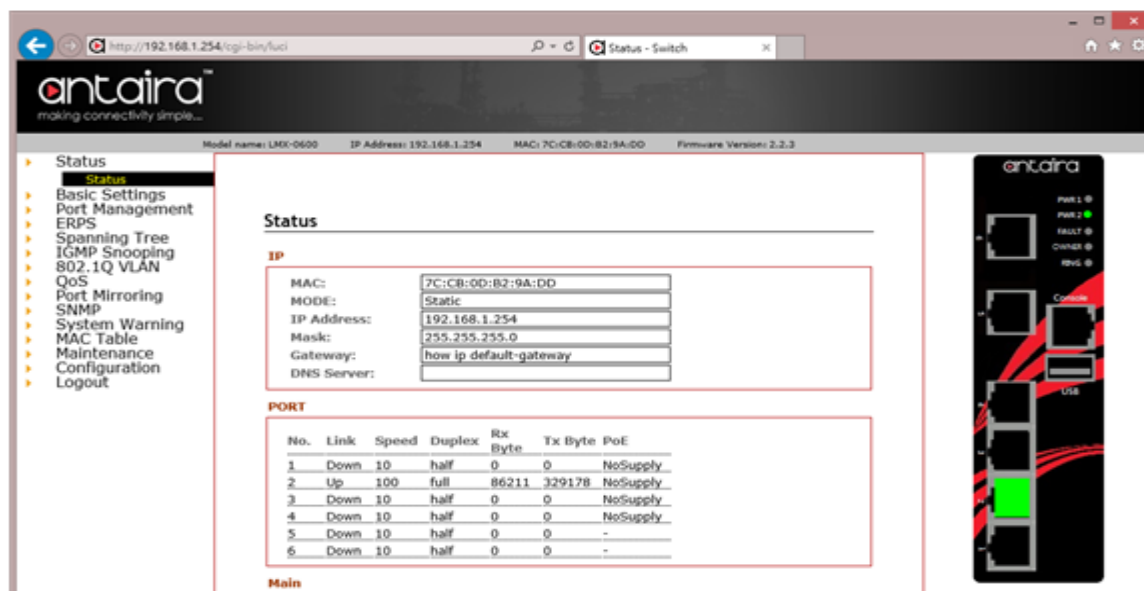 http://192.168.1.254/cgi-bin/luci
Status - Switch
antaira™
making connectivity simple...
Model name: LMX-0600 IP Address: 192.168.1.254 MAC: 7C:CB:0D:B2:9A:DD Firmware Version: 2.2.3
Status
Status
Basic Settings
Port Management
ERPS
Spanning Tree
IGMP Snooping
802.1Q VLAN
QoS
Port Mirroring
SNMP
System Warning
MAC Table
Maintenance
Configuration
Logout
Status
IP
MAC: 7C:CB:0D:B2:9A:DD
MODE: Static
IP Address: 192.168.1.254
Mask: 255.255.255.0
Gateway: how ip default-gateway
DNS Server:
PORT
No. Link Speed Duplex Rx Byte Tx Byte PoE
1 Down 10 half 0 0 NoSupply
2 Up 100 full 86211 329178 NoSupply
3 Down 10 half 0 0 NoSupply
4 Down 10 half 0 0 NoSupply
5 Down 10 half 0 0 -
6 Down 10 half 0 0 -
Main
antaira
PWR1
PWR2
FAULT
OWNER
RING
Console
USB